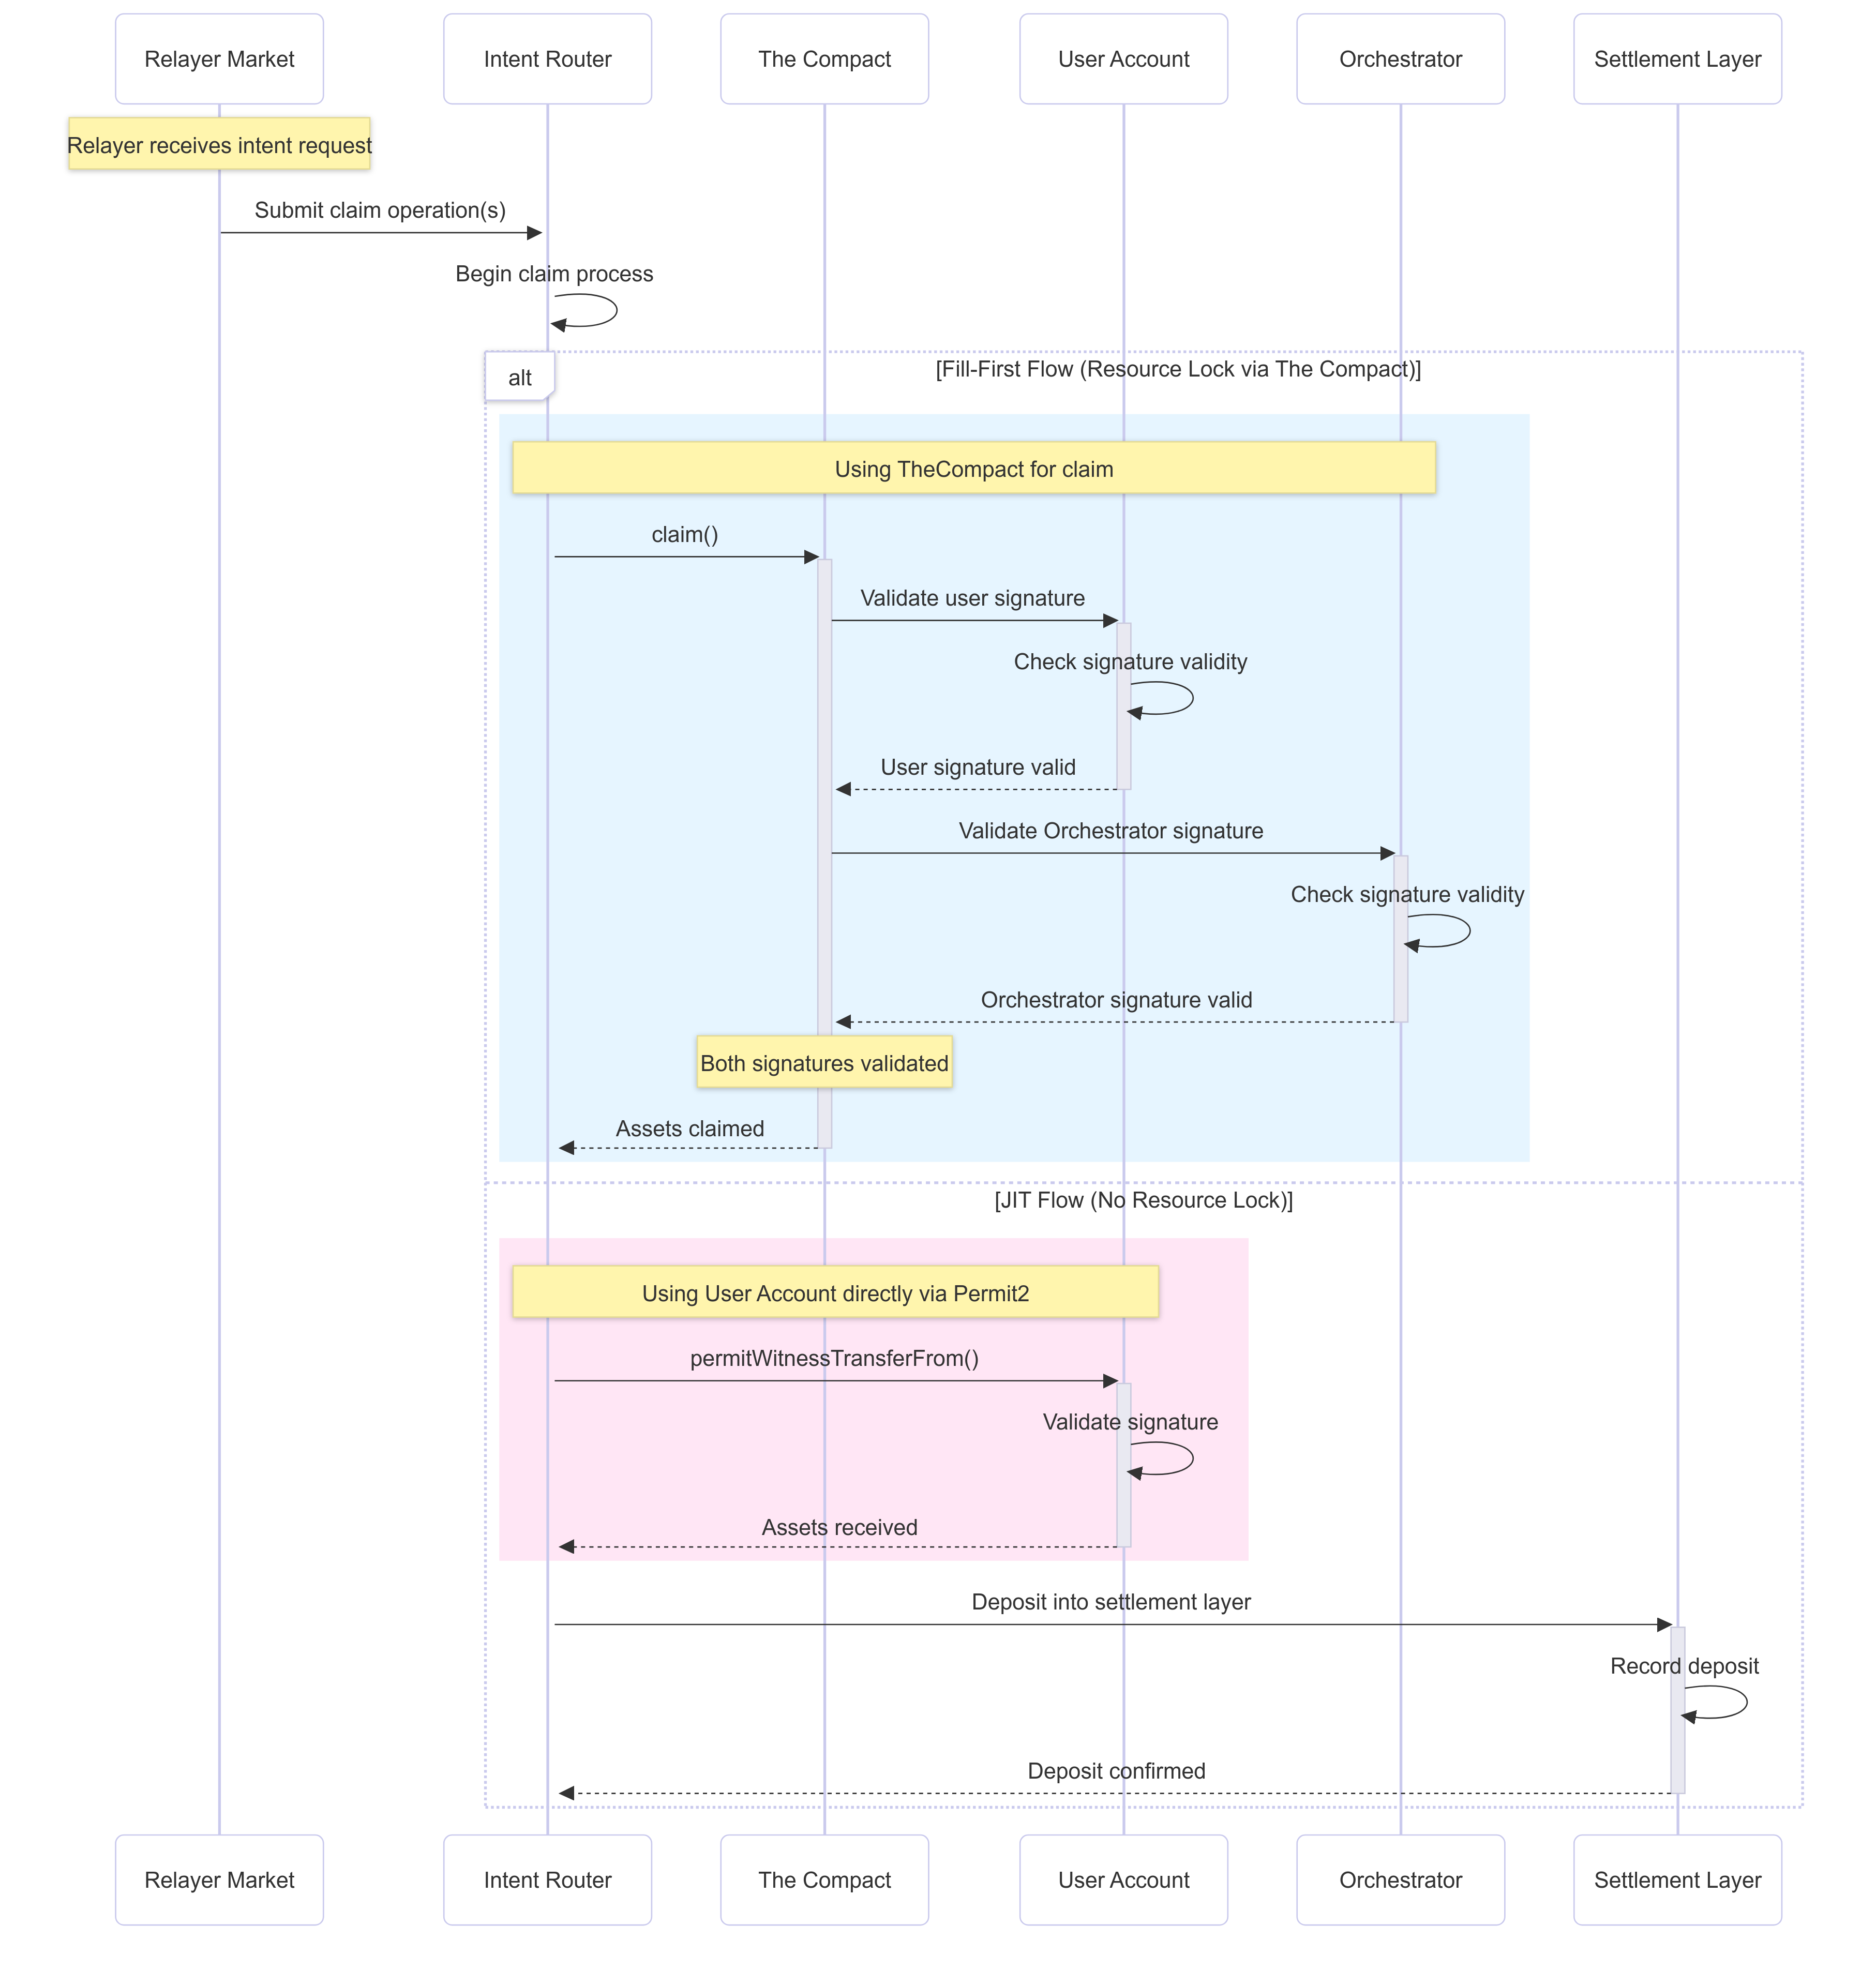 Relayer Market
Intent Router
The Compact
User Account
Orchestrator
Settlement Layer
Relayer receives intent request
Submit claim operation(s)
Begin claim process
alt
[Fill-First Flow (Resource Lock via The Compact)]
Using TheCompact for claim
claim()
Validate user signature
Check signature validity
User signature valid
Validate Orchestrator signature
Check signature validity
Orchestrator signature valid
Both signatures validated
Assets claimed
[JIT Flow (No Resource Lock)]
Using User Account directly via Permit2
permitWitnessTransferFrom()
Validate signature
Assets received
Deposit into settlement layer
Record deposit
Deposit confirmed
Relayer Market
Intent Router
The Compact
User Account
Orchestrator
Settlement Layer